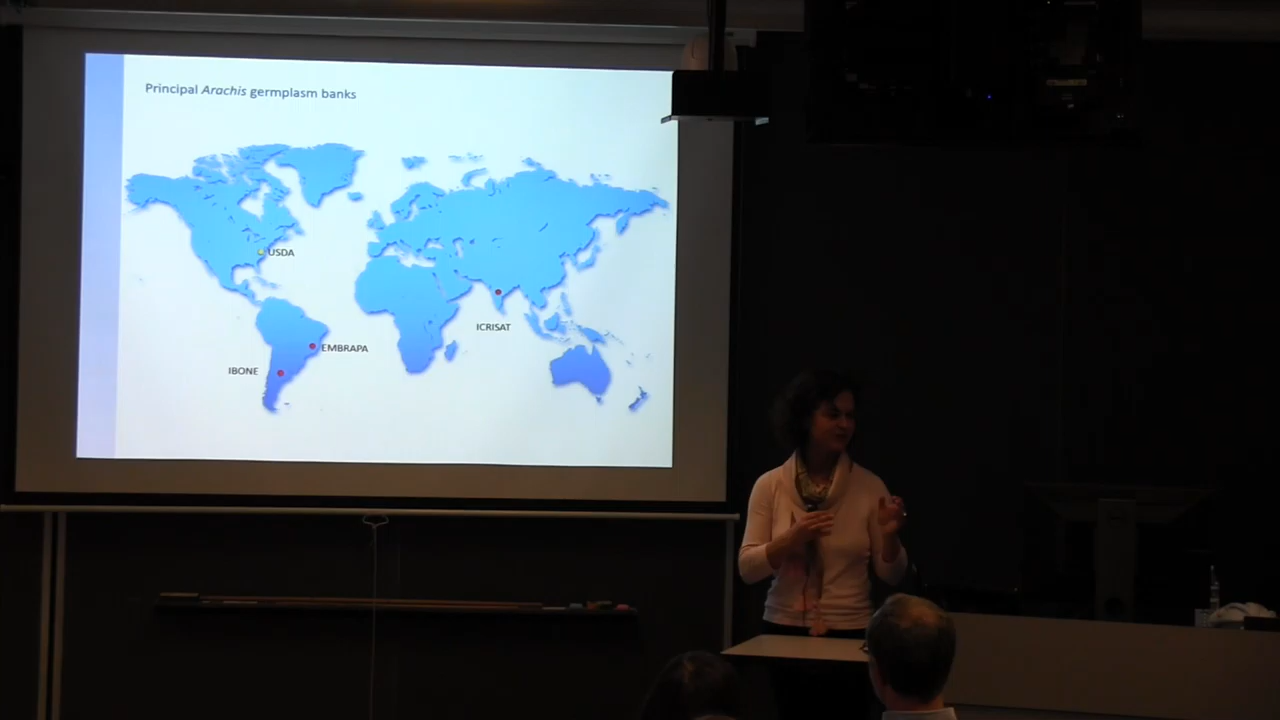 Principal Arachis germplasm banks
USDA
ICRISAT
EMBRAPA
IBONE